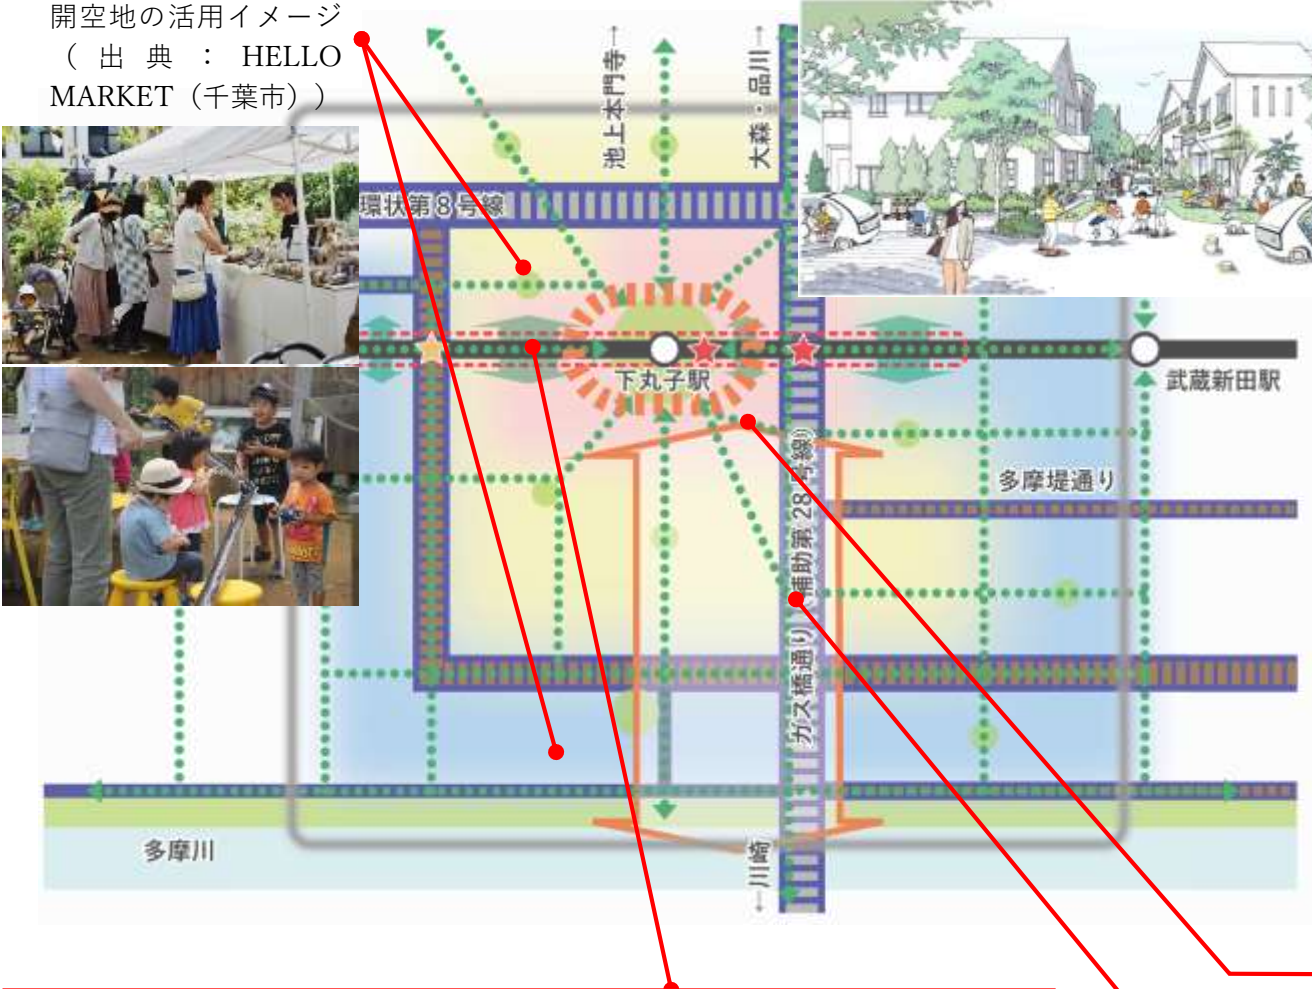 開空地の活用イメージ
（出典：HELLO
MARKET（千葉市））
池上本門寺→
大森・品川→
環状第8号線
下丸子駅
武蔵新田駅
多摩堤通り
ガス橋通り（補助第28号線）
多摩川
←川崎